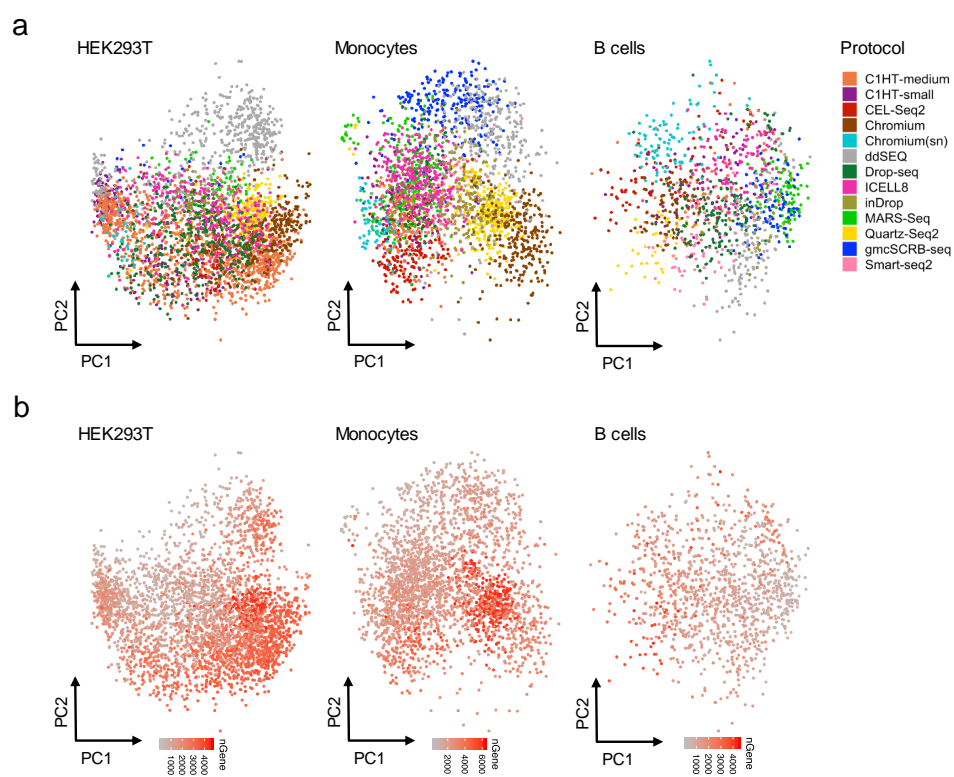 a
HEK293T
Monocytes
B cells
Protocol
C1HT-medium
C1HT-small
CEL-Seq2
Chromium
Chromium(sn)
ddSEQ
Drop-seq
ICELL8
inDrop
MARS-Seq
Quartz-Seq2
gmcSCRB-seq
Smart-seq2
PC2
PC1
PC2
PC1
PC2
PC1
b
HEK293T
Monocytes
B cells
PC2
PC1
nGene
1000
2000
3000
4000
PC2
PC1
nGene
2000
4000
6000
PC2
PC1
nGene
1000
2000
3000
4000